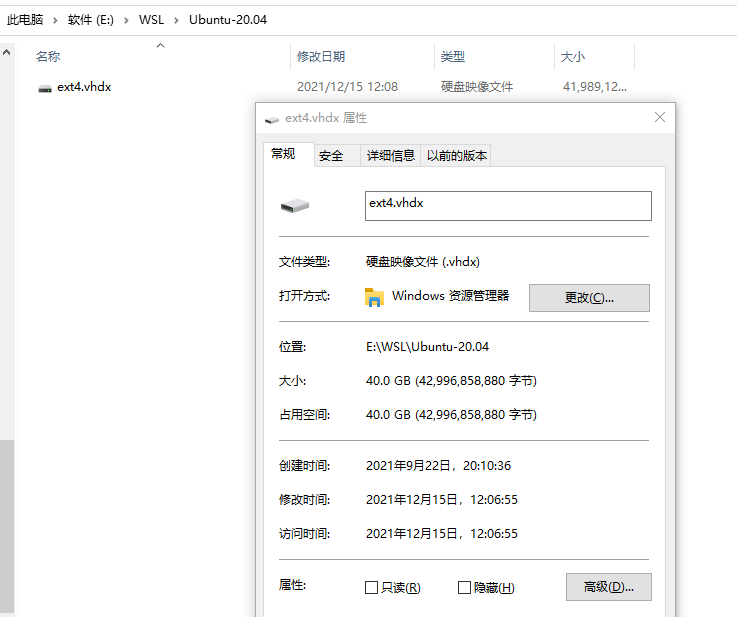 此电脑 › 软件 (E:) › WSL › Ubuntu-20.04
名称 修改日期 类型 大小
ext4.vhdx 2021/12/15 12:08 硬盘映像文件 41,989,12...
ext4.vhdx 属性
常规 安全 详细信息 以前的版本
ext4.vhdx
文件类型: 硬盘映像文件 (.vhdx)
打开方式: Windows 资源管理器 更改(C)...
位置: E:\WSL\Ubuntu-20.04
大小: 40.0 GB (42,996,858,880 字节)
占用空间: 40.0 GB (42,996,858,880 字节)
创建时间: 2021年9月22日，20:10:36
修改时间: 2021年12月15日，12:06:55
访问时间: 2021年12月15日，12:06:55
属性: 只读(R) 隐藏(H) 高级(D)...